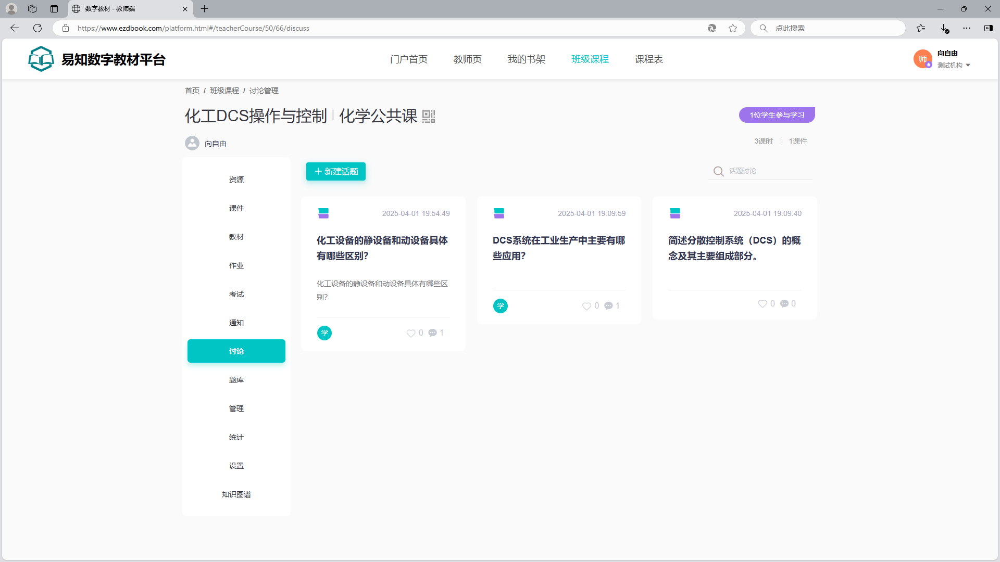 数字教材 - 教师端
https://www.ezdbook.com/platform.html#/teacherCourse/50/66/discuss
点此搜索
易知数字教材平台
门户首页
教师页
我的书架
班级课程
课程表
师
向自由
测试机构
首页 / 班级课程 / 讨论管理
化工DCS操作与控制
化学公共课
1位学生参与学习
向自由
3课时 | 1课件
资源
课件
教材
作业
考试
通知
讨论
题库
管理
统计
设置
知识图谱
+ 新建话题
话题讨论
2025-04-01 19:54:49
化工设备的静设备和动设备具体
有哪些区别？
化工设备的静设备和动设备具体有哪些区
别？
学
0
1
2025-04-01 19:09:59
DCS系统在工业生产中主要有哪
些应用？
学
0
1
2025-04-01 19:09:40
简述分散控制系统（DCS）的概
念及其主要组成部分。
0
0